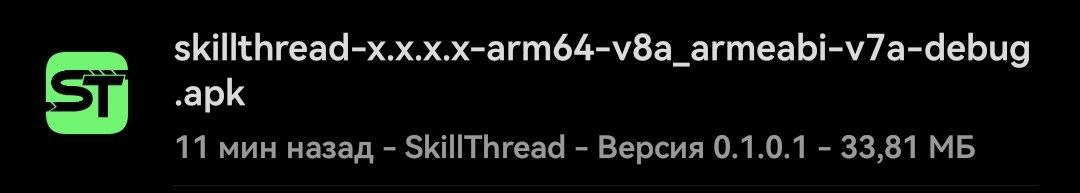 ST
skillthread-x.x.x.x-arm64-v8a_armeabi-v7a-debug
.apk
11 мин назад - SkillThread - Версия 0.1.0.1 - 33,81 МБ